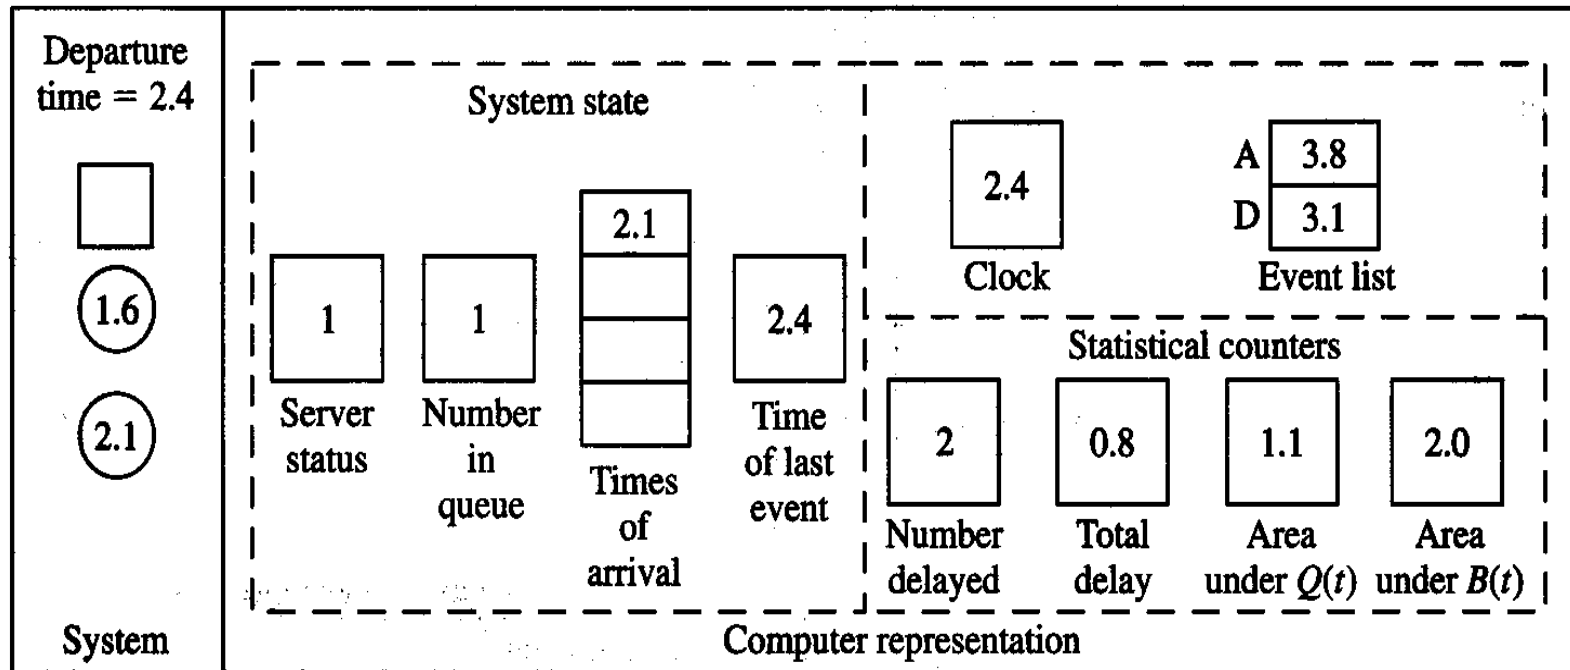 Departure
time = 2.4
1.6
2.1
System
System state
1
Server
status
1
Number
in
queue
2.1
Times
of
arrival
2.4
Time
of last
event
2.4
Clock
A 3.8
D 3.1
Event list
Statistical counters
2
Number
delayed
0.8
Total
delay
1.1
Area
under Q(t)
2.0
Area
under B(t)
Computer representation